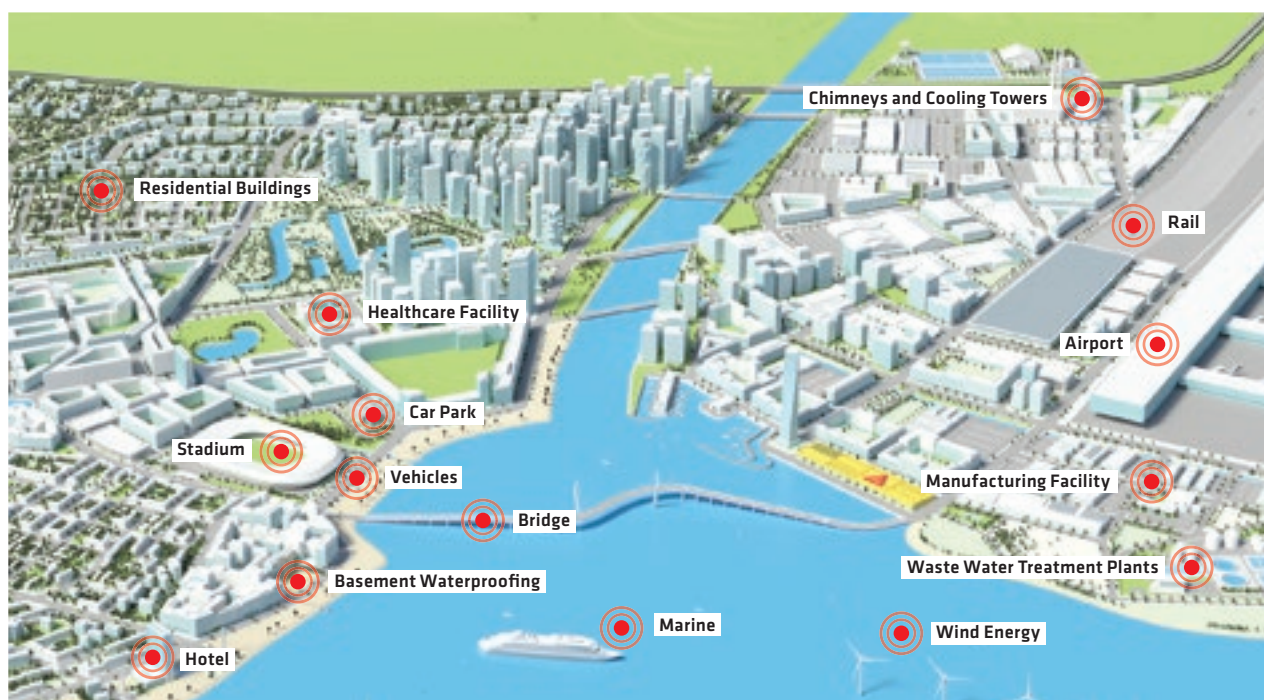 Chimneys and Cooling Towers
Residential Buildings
Rail
Healthcare Facility
Airport
Car Park
Stadium
Vehicles
Manufacturing Facility
Bridge
Waste Water Treatment Plants
Basement Waterproofing
Marine
Wind Energy
Hotel